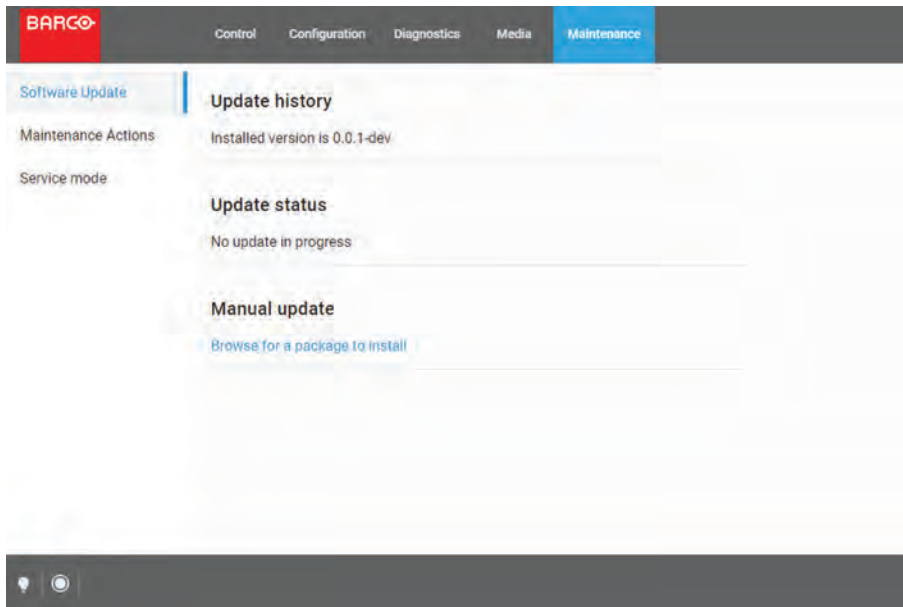 BARCO
Control Configuration Diagnostics Media Maintenance
Software Update
Maintenance Actions
Service mode
Update history
Installed version is 0.0.1-dev
Update status
No update in progress
Manual update
Browse for a package to install